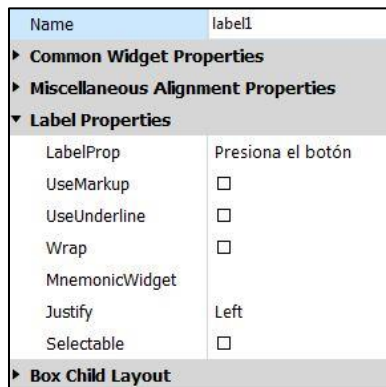 Name label1
Common Widget Properties
Miscellaneous Alignment Properties
Label Properties
LabelProp Presiona el botón
UseMarkup
UseUnderline
Wrap
MnemonicWidget
Justify Left
Selectable
Box Child Layout